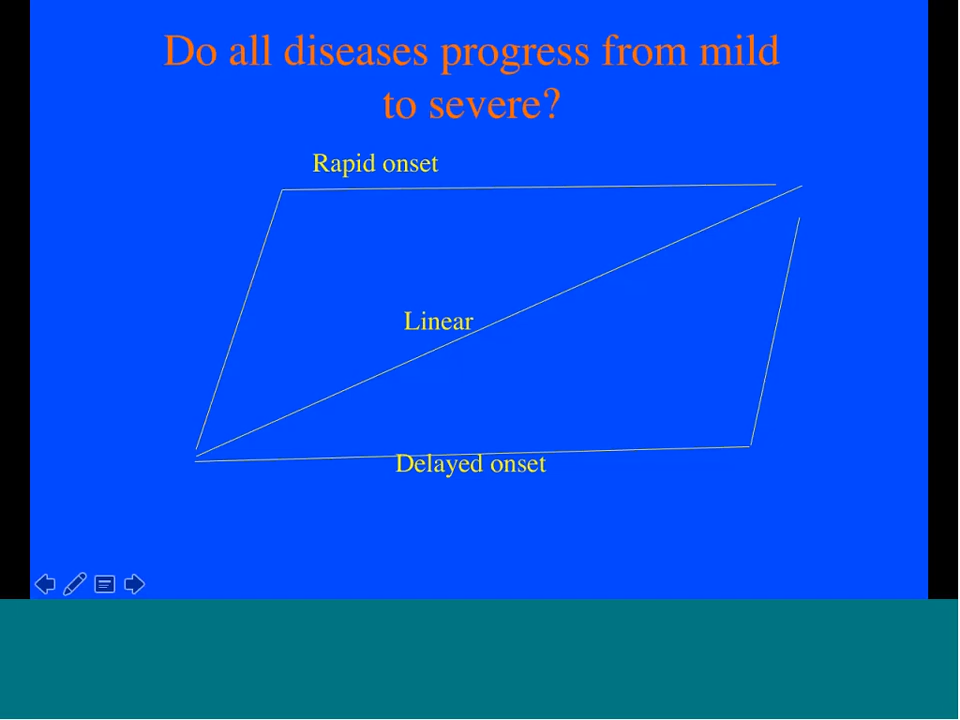 Do all diseases progress from mild
to severe?
Rapid onset
Linear
Delayed onset